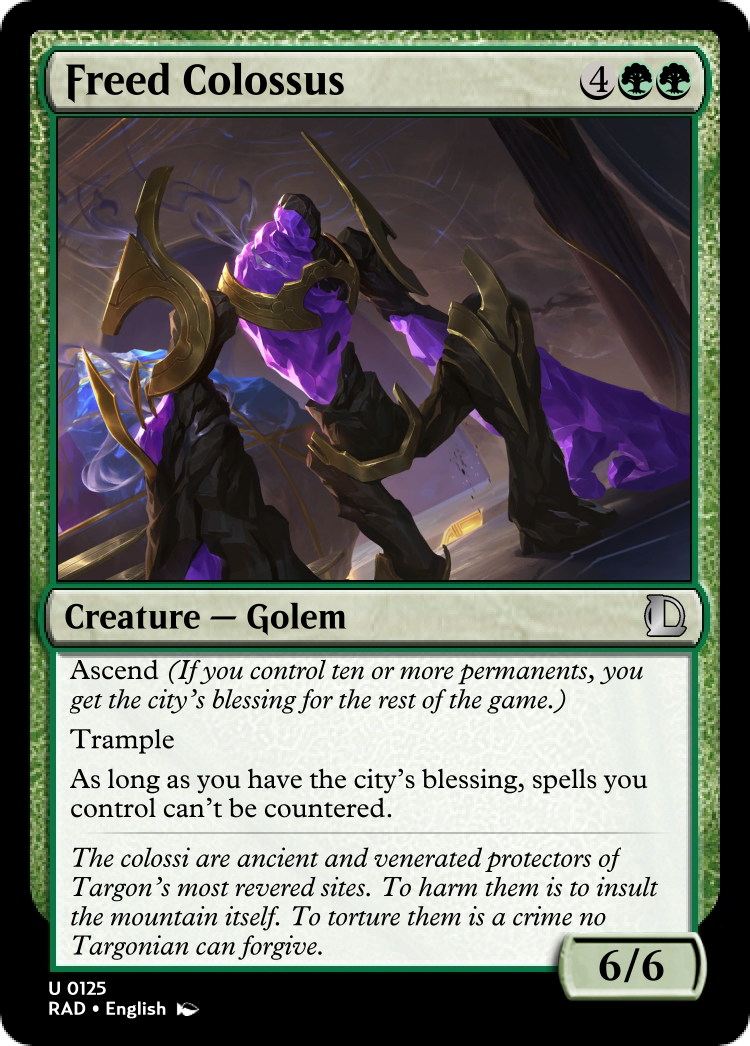 Freed Colossus 4
Creature — Golem
Ascend (If you control ten or more permanents, you
get the city's blessing for the rest of the game.)
Trample
As long as you have the city's blessing, spells you
control can't be countered.
The colossi are ancient and venerated protectors of
Targon's most revered sites. To harm them is to insult
the mountain itself. To torture them is a crime no
Targonian can forgive.
6/6
U 0125
RAD • English